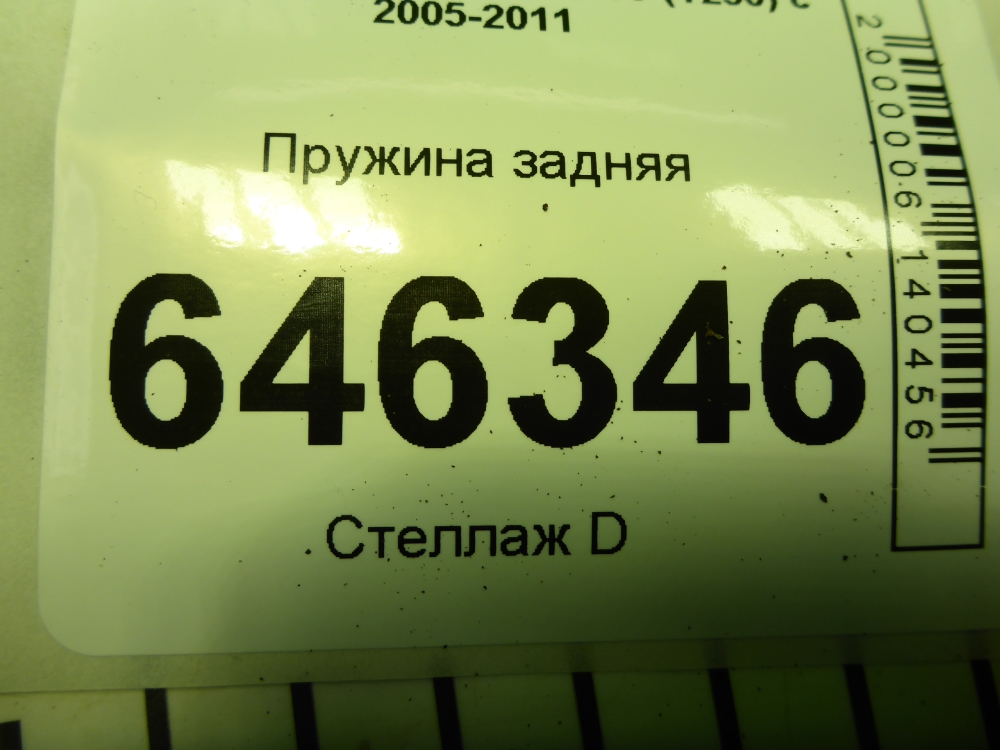 2005-2011
Пружина задняя
646346
Стеллаж D
2000006140456